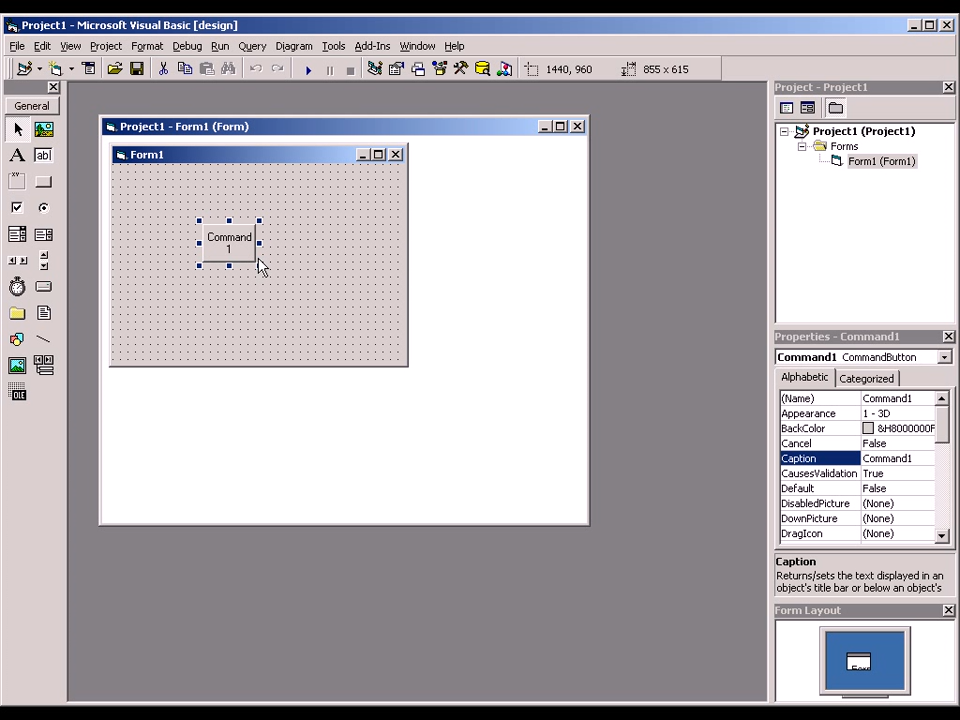 Project1 - Microsoft Visual Basic [design]
File Edit View Project Format Debug Run Query Diagram Tools Add-Ins Window Help
1440, 960 855 x 615
General
A ab|
xy
OLE
Project1 - Form1 (Form)
Form1
Command
1
Project - Project1
Project1 (Project1)
Forms
Form1 (Form1)
Properties - Command1
Command1 CommandButton
Alphabetic Categorized
(Name) Command1
Appearance 1 - 3D
BackColor &H8000000F
Cancel False
Caption Command1
CausesValidation True
Default False
DisabledPicture (None)
DownPicture (None)
DragIcon (None)
Caption
Returns/sets the text displayed in an
object's title bar or below an object's
Form Layout